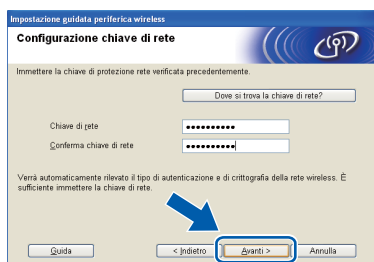 Impostazione guidata periferica wireless
Configurazione chiave di rete
Immettere la chiave di protezione rete verificata precedentemente.
Dove si trova la chiave di rete?
Chiave di rete ●●●●●●●●●●
Conferma chiave di rete ●●●●●●●●●●
Verrà automaticamente rilevato il tipo di autenticazione e di crittografia della rete wireless. È
sufficiente immettere la chiave di rete.
Guida < Indietro Avanti > Annulla